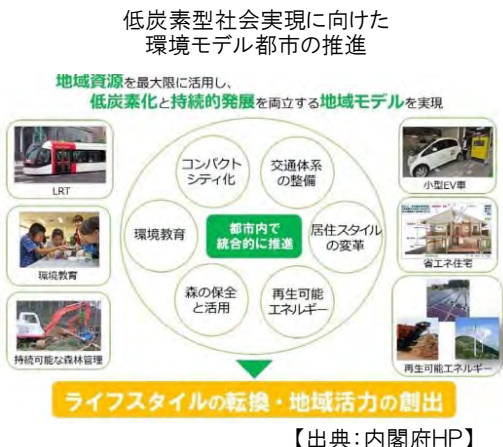 低炭素型社会実現に向けた
環境モデル都市の推進
地域資源を最大限に活用し、
低炭素化と持続的発展を両立する地域モデルを実現
LRT
環境教育
持続可能な森林管理
コンパクト
シティ化
交通体系
の整備
環境教育
都市内で
統合的に推進
居住スタイル
の変革
森の保全
と活用
再生可能
エネルギー
小型EV車
省エネ住宅
再生可能エネルギー
ライフスタイルの転換・地域活力の創出
【出典:内閣府HP】